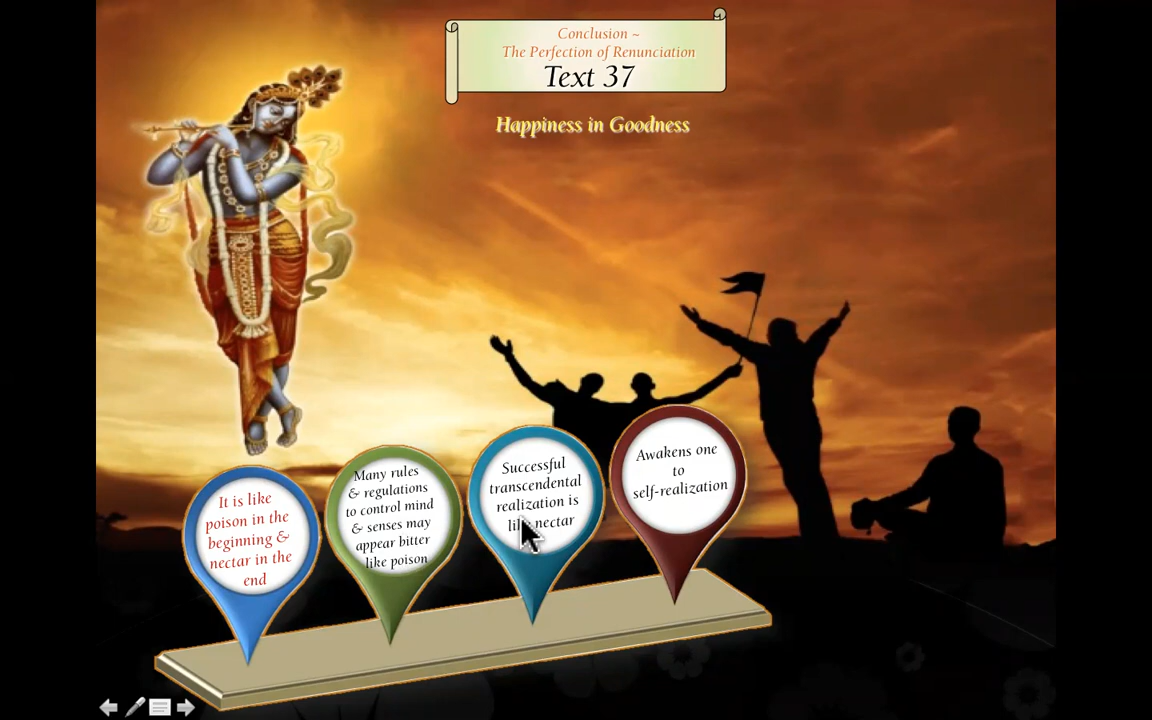 Conclusion ~
The Perfection of Renunciation
Text 37
Happiness in Goodness
It is like
poison in the
beginning &
nectar in the
end
Many rules
& regulations
to control mind
& senses may
appear bitter
like poison
Successful
transcendental
realization is
like nectar
Awakens one
to
self-realization